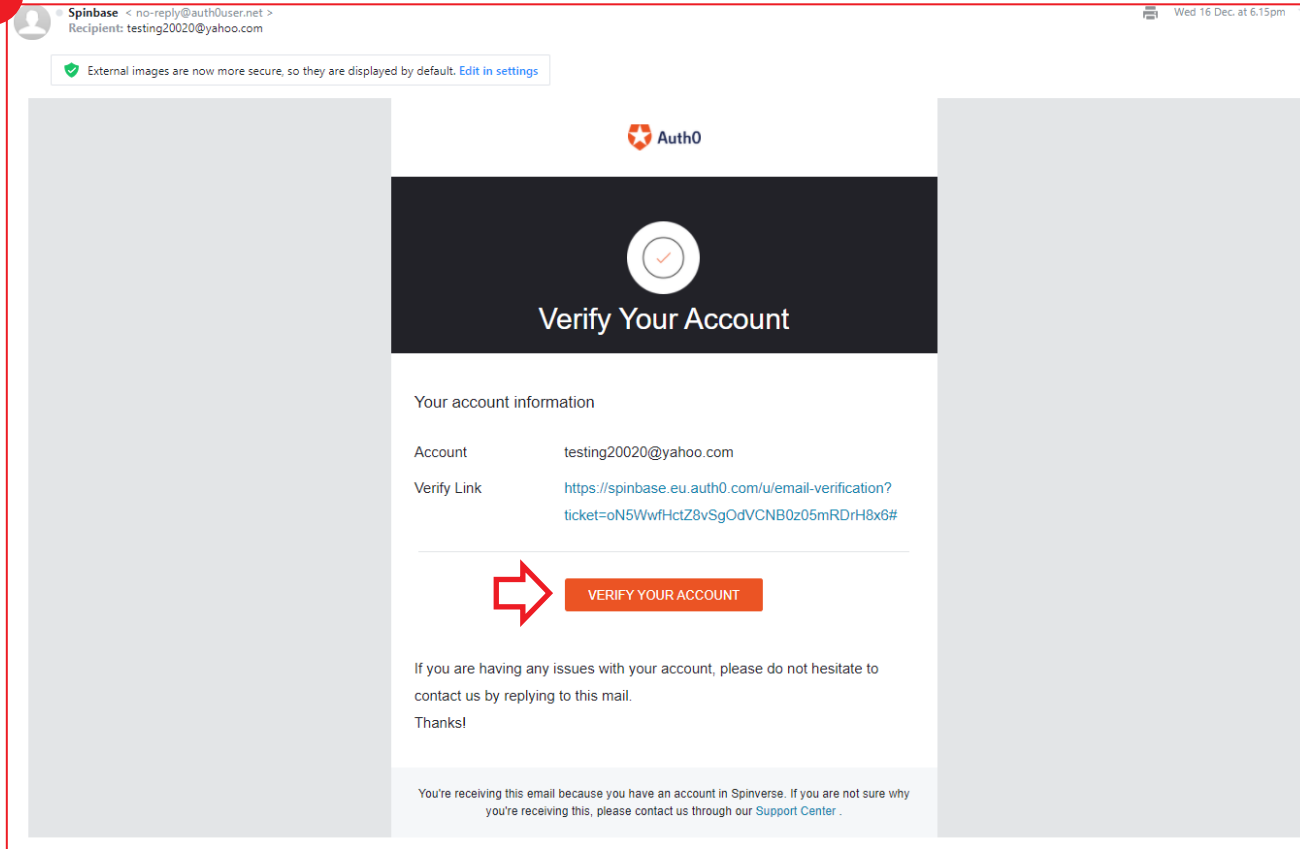 Spinbase < no-reply@auth0user.net >
Wed 16 Dec. at 6.15pm
Recipient: testing20020@yahoo.com
External images are now more secure, so they are displayed by default. Edit in settings
Auth0
Verify Your Account
Your account information
Account testing20020@yahoo.com
Verify Link https://spinbase.eu.auth0.com/u/email-verification?
ticket=oN5WwfHctZ8vSgOdVCNB0z05mRDrH8x6#
VERIFY YOUR ACCOUNT
If you are having any issues with your account, please do not hesitate to
contact us by replying to this mail.
Thanks!
You're receiving this email because you have an account in Spinverse. If you are not sure why
you're receiving this, please contact us through our Support Center .